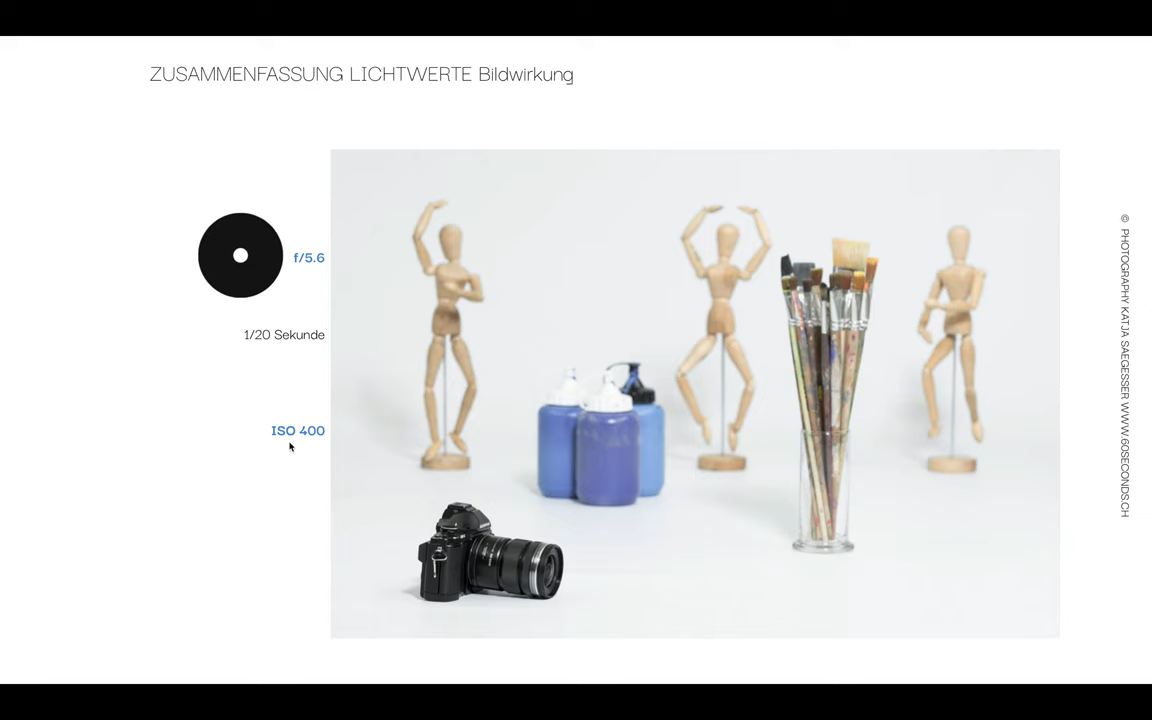 ZUSAMMENFASSUNG LICHTWERTE Bildwirkung
f/5.6
1/20 Sekunde
ISO 400
© PHOTOGRAPHY KATJA SAEGESSER WWW.60SECONDS.CH